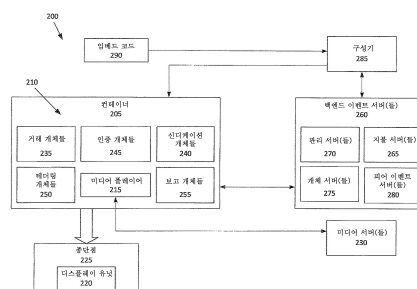 200
임베드 코드
290
구성기
285
210
컨테이너
205
거래 개체들
235
인증 개체들
245
신디케이션
개체들
240
테더링
개체들
250
미디어 플레이어
215
보고 개체들
255
백엔드 이벤트 서버(들)
260
관리 서버(들)
270
지불 서버(들)
265
개체 서버(들)
275
피어 이벤트
서버(들)
280
미디어 서버(들)
230
종단점
225
디스플레이 유닛
220